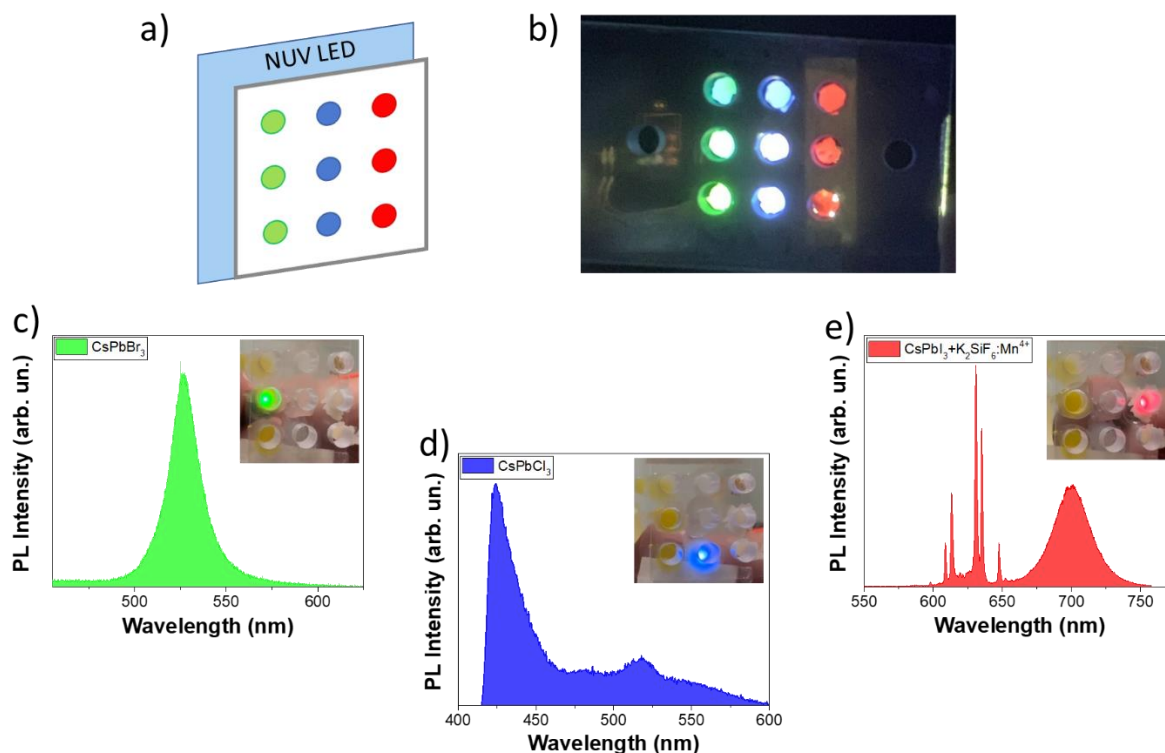 a)
NUV LED
b)
c)
CsPbBr₃
PL Intensity (arb. un.)
500
550
600
Wavelength (nm)
d)
CsPbCl₃
PL Intensity (arb. un.)
400
450
500
550
600
Wavelength (nm)
e)
CsPbI₃+K₂SiF₆:Mn⁴⁺
PL Intensity (arb. un.)
550
600
650
700
750
Wavelength (nm)